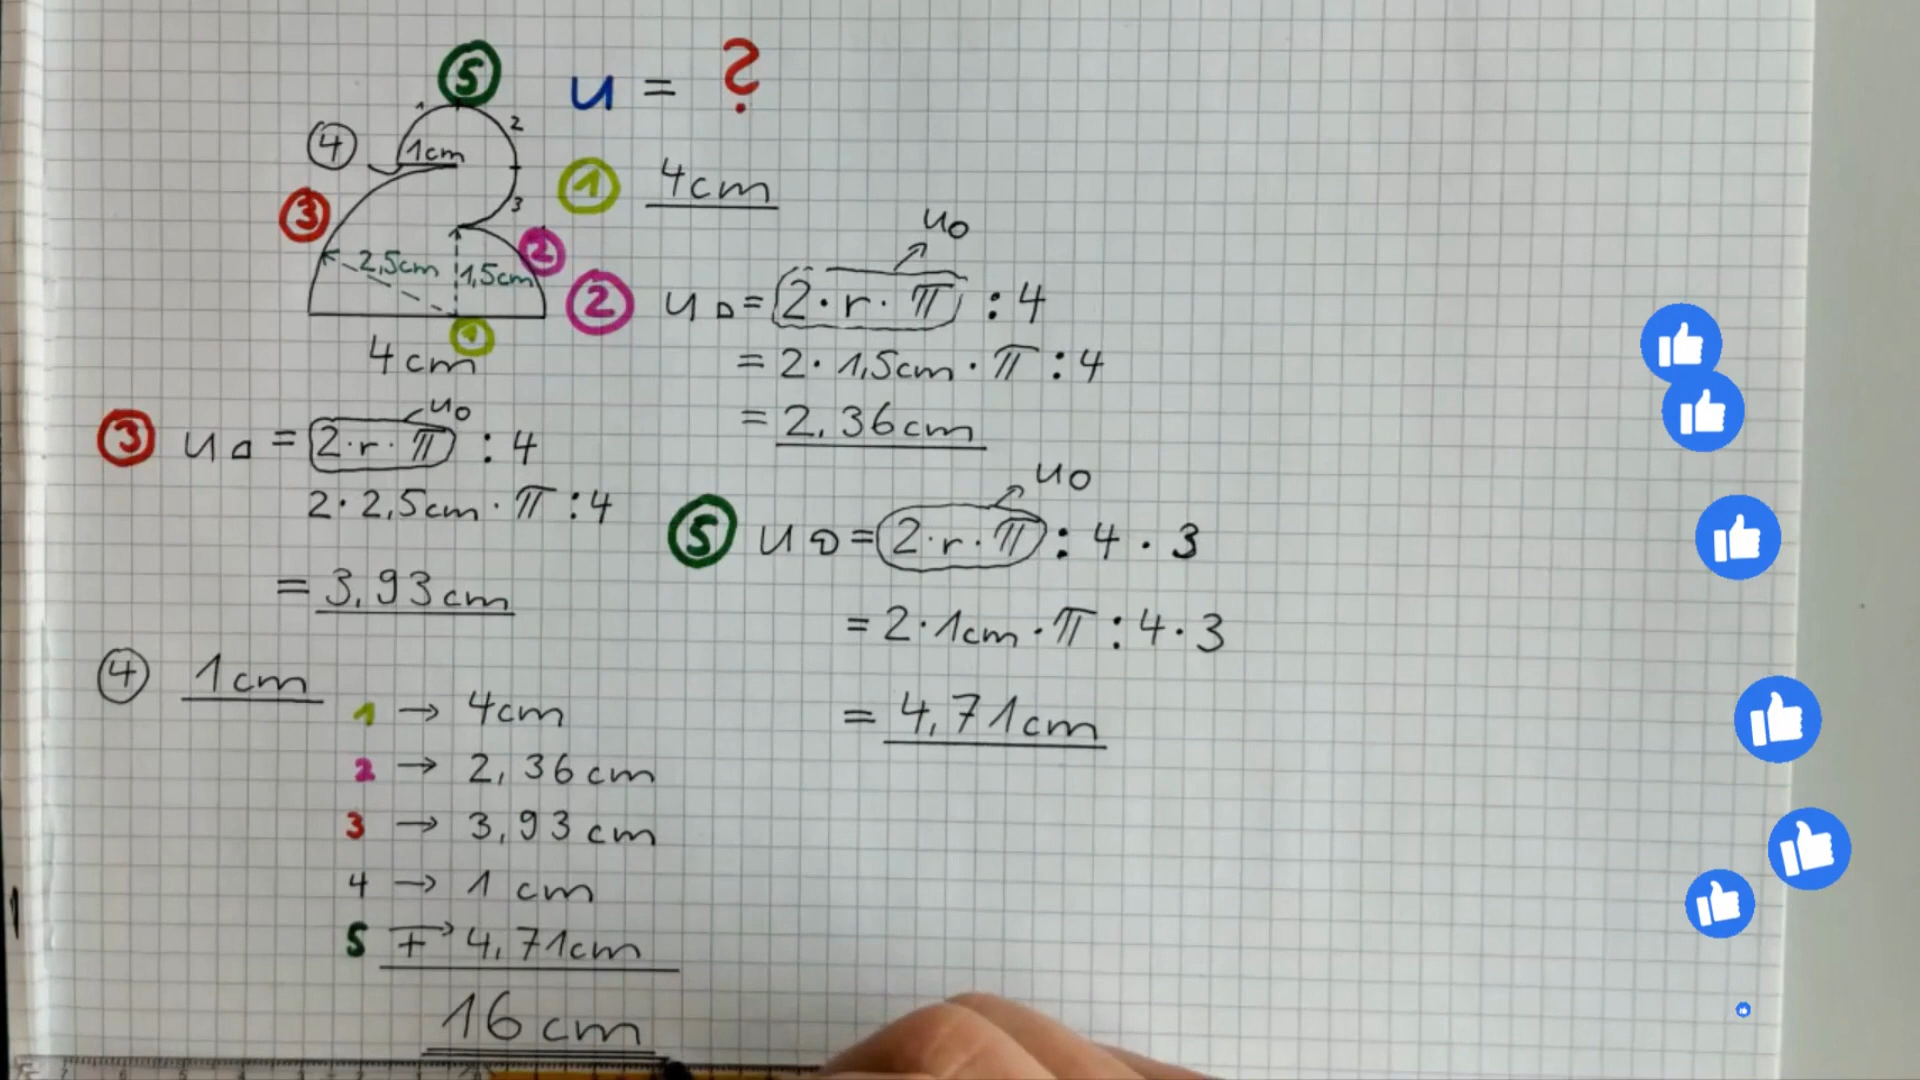 5 u = ?
1 2
4 1cm
3 3
2
2,5cm 1,5cm
1
4cm
1 4cm
2 u = 2·r·π : 4
uo
= 2·1,5cm·π:4
= 2,36cm
3 u = 2·r·π : 4
uo
2·2,5cm·π:4
= 3,93cm
4 1cm
5 u = 2·r·π : 4·3
uo
= 2·1cm·π:4·3
= 4,71cm
1 → 4cm
2 → 2,36cm
3 → 3,93cm
4 → 1cm
5 +→ 4,71cm
16cm